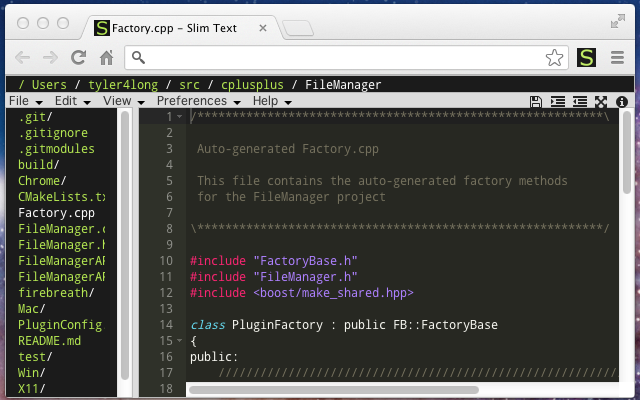 Factory.cpp - Slim Text
/ Users / tyler4long / src / cplusplus / FileManager
File Edit View Preferences Help
.git/
.gitignore
.gitmodules
build/
Chrome/
CMakeLists.tx
Factory.cpp
FileManager.c
FileManager.h
FileManagerAP
FileManagerAP
firebreath/
Mac/
PluginConfig
README.md
test/
Win/
X11/
1 /**********************************************************\
2
3 Auto-generated Factory.cpp
4
5 This file contains the auto-generated factory methods
6 for the FileManager project
7
8 \**********************************************************/
9
10 #include "FactoryBase.h"
11 #include "FileManager.h"
12 #include <boost/make_shared.hpp>
13
14 class PluginFactory : public FB::FactoryBase
15 {
16 public:
17 /////////////////////////////////////////////////////////
18